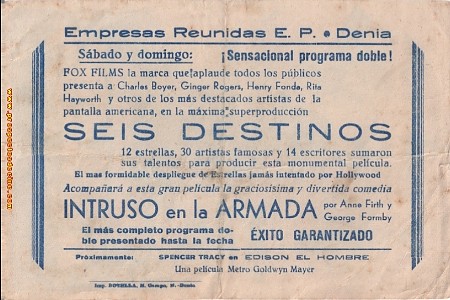 Empresas Reunidas E. P. • Denia
Sábado y domingo: ¡Sensacional programa doble!
FOX FILMS la marca que aplaude todos los públicos
presenta a Charles Boyer, Ginger Rogers, Henry Fonda, Rita
Hayworth y otros de los más destacados artistas de la
pantalla americana, en la máxima superproducción
SEIS DESTINOS
12 estrellas, 30 artistas famosas y 14 escritores sumaron
sus talentos para producir esta monumental película.
El mas formidable despliegue de Estrellas jamás intentado por Hollywood
Acompañará a esta gran película la graciosísima y divertida comedia
INTRUSO en la ARMADA por Anne Firth y
George Formby
El más completo programa do-
ble presentado hasta la fecha
ÉXITO GARANTIZADO
Próximamente: SPENCER TRACY en EDISON EL HOMBRE
Una película Metro Goldwyn Mayer